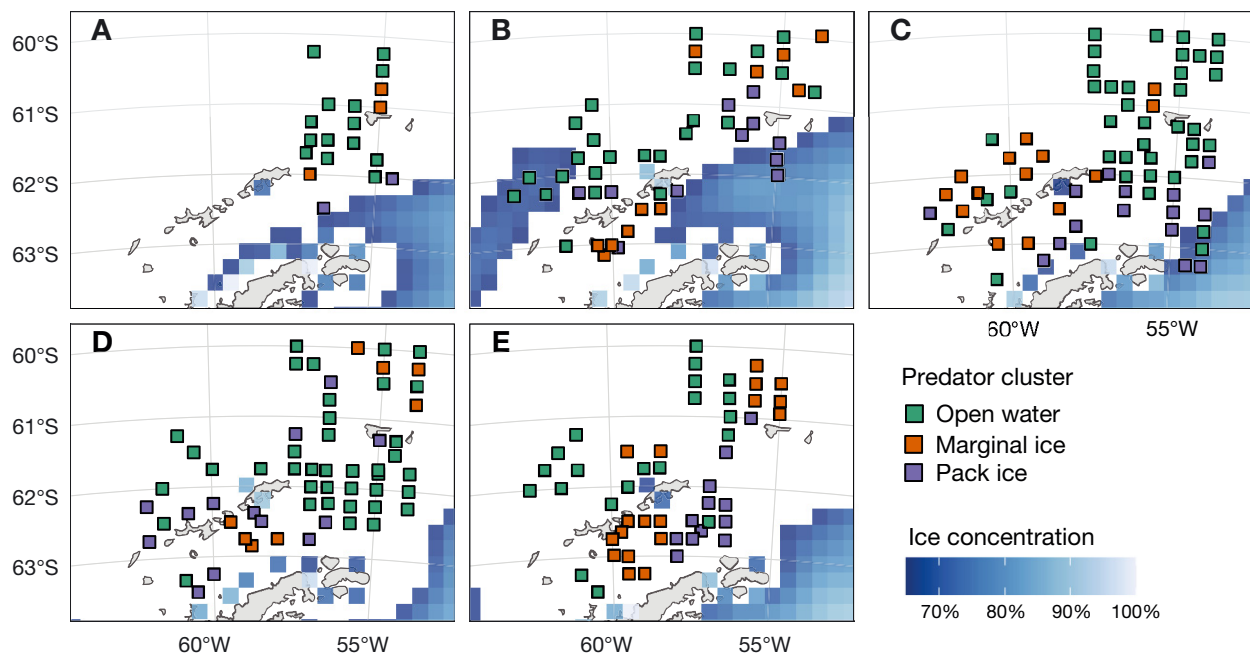 A
B
C
60°S
61°S
62°S
63°S
60°W
55°W
D
E
60°S
61°S
62°S
63°S
60°W
55°W
60°W
55°W
Predator cluster
Open water
Marginal ice
Pack ice
Ice concentration
70%
80%
90%
100%